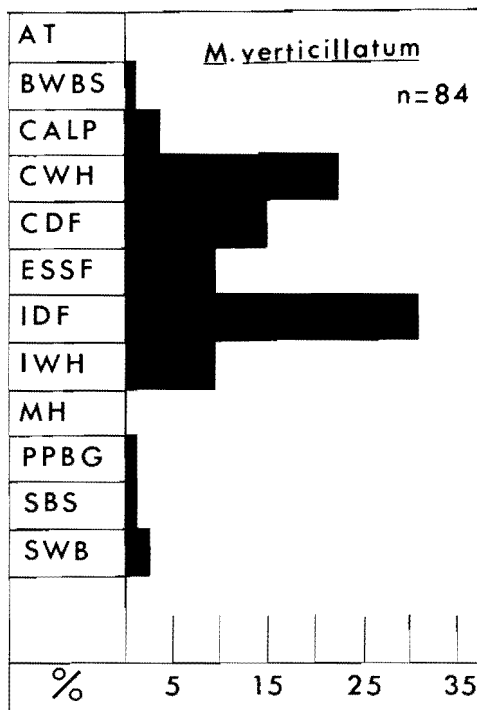 AT
M. verticillatum
BWBS
n=84
CALP
CWH
CDF
ESSF
IDF
IWH
MH
PPBG
SBS
SWB
% 5 15 25 35